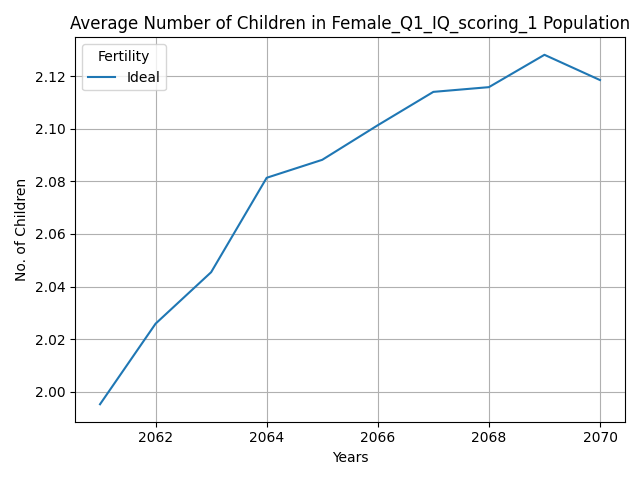 Average Number of Children in Female_Q1_IQ_scoring_1 Population
Fertility
Ideal
No. of Children
2.12
2.10
2.08
2.06
2.04
2.02
2.00
2062 2064 2066 2068 2070
Years